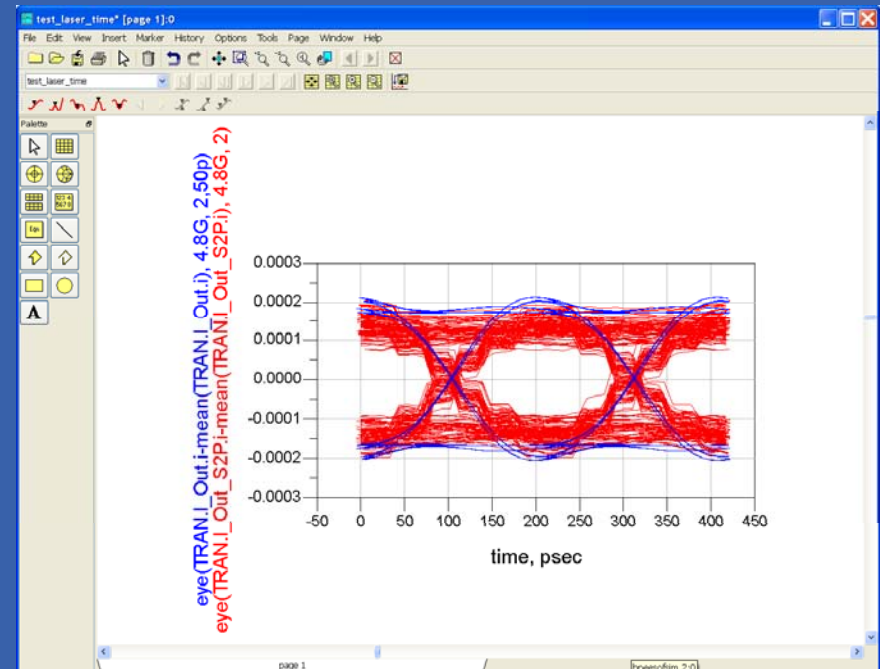 test_laser_time* [page 1]:0
File Edit View Insert Marker History Options Tools Page Window Help
test_laser_time
Palette
Eqn
A
eye(TRAN.I_Out.i-mean(TRAN.I_Out.i), 4.8G, 2,50p)
eye(TRAN.I_Out_S2P.i-mean(TRAN.I_Out_S2P.i), 4.8G, 2)
0.0003
0.0002
0.0001
0.0000
-0.0001
-0.0002
-0.0003
-50 0 50 100 150 200 250 300 350 400 450
time, psec
page 1